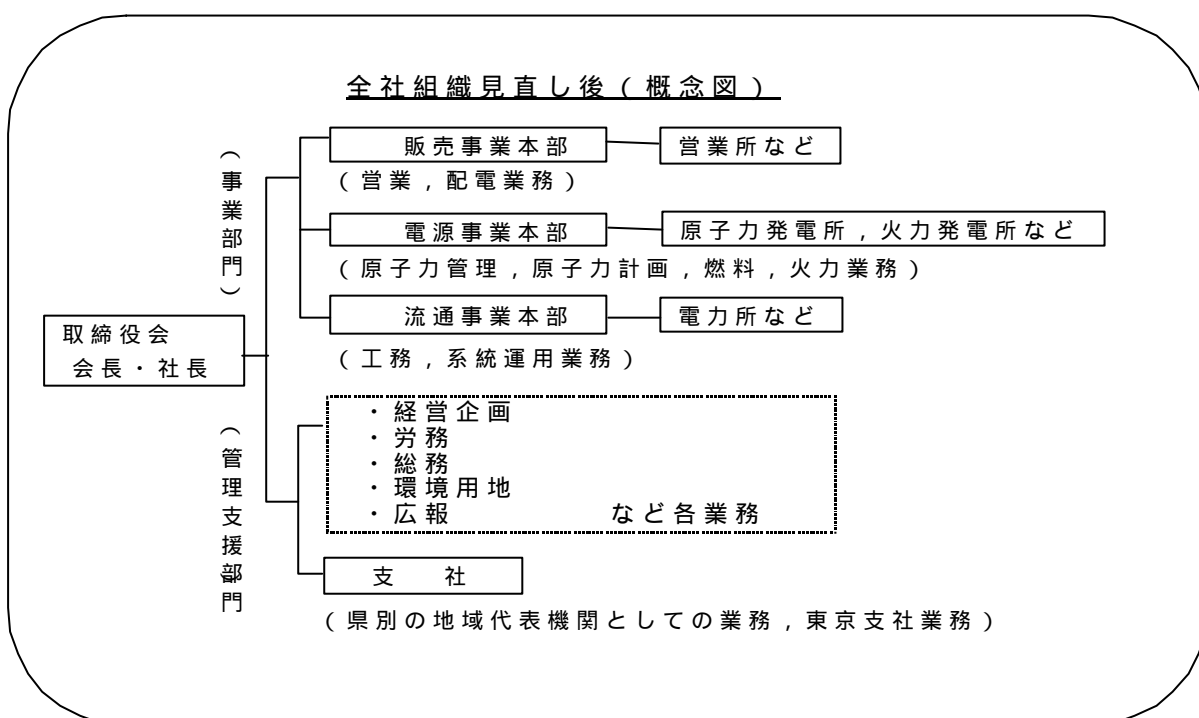 全社組織見直し後(概念図)
(事業部門)
販売事業本部
営業所など
(営業,配電業務)
電源事業本部
原子力発電所,火力発電所など
(原子力管理,原子力計画,燃料,火力業務)
流通事業本部
電力所など
(工務,系統運用業務)
取締役会
会長・社長
(管理支援部門)
・経営企画
・労務
・総務
・環境用地
・広報 など各業務
支 社
(県別の地域代表機関としての業務,東京支社業務)